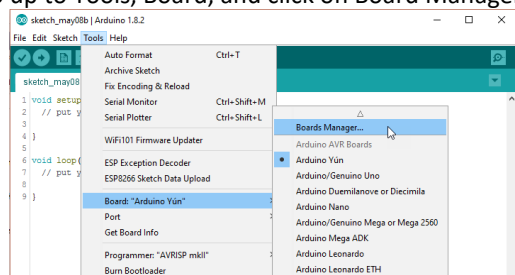 up to Tools, Board, and click on Board Manager
sketch_may08b | Arduino 1.8.2
File Edit Sketch Tools Help
sketch_may08
1 void setup
2 // put y
3
4 }
5
6 void loop(
7 // put y
8
9 }
Auto Format Ctrl+T
Archive Sketch
Fix Encoding & Reload
Serial Monitor Ctrl+Shift+M
Serial Plotter Ctrl+Shift+L
WiFi101 Firmware Updater
ESP Exception Decoder
ESP8266 Sketch Data Upload
Board: "Arduino Yún"
Port
Get Board Info
Programmer: "AVRISP mkII"
Burn Bootloader
Boards Manager...
Arduino AVR Boards
Arduino Yún
Arduino/Genuino Uno
Arduino Duemilanove or Diecimila
Arduino Nano
Arduino/Genuino Mega or Mega 2560
Arduino Mega ADK
Arduino Leonardo
Arduino Leonardo ETH